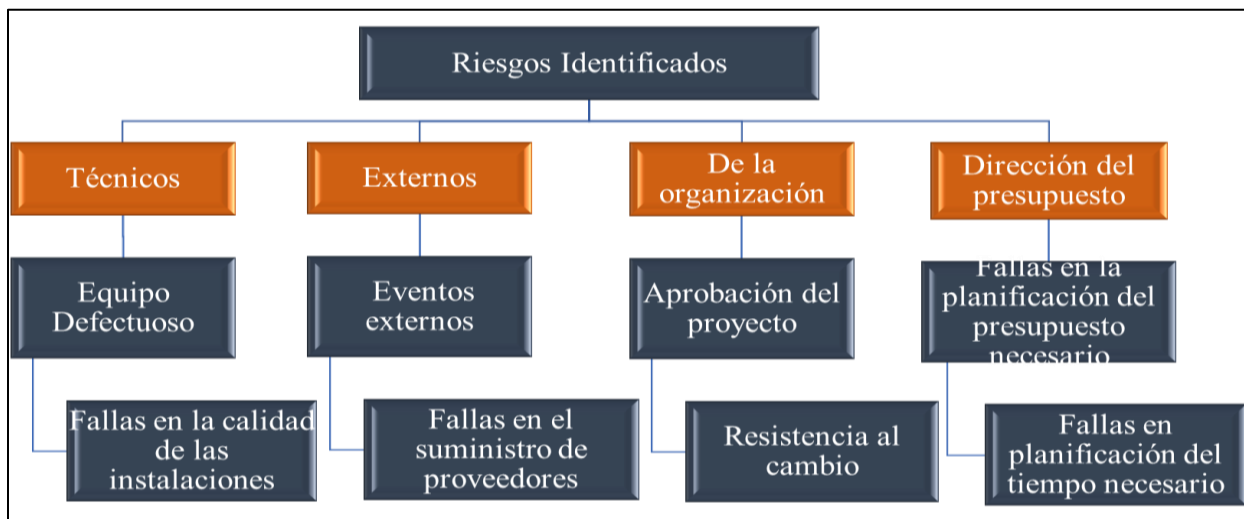 Riesgos Identificados
Técnicos
Externos
De la
organización
Dirección del
presupuesto
Equipo
Defectuoso
Eventos
externos
Aprobación del
proyecto
Fallas en la
planificación del
presupuesto
necesario
Fallas en la calidad
de las
instalaciones
Fallas en el
suministro de
proveedores
Resistencia al
cambio
Fallas en
planificación del
tiempo necesario